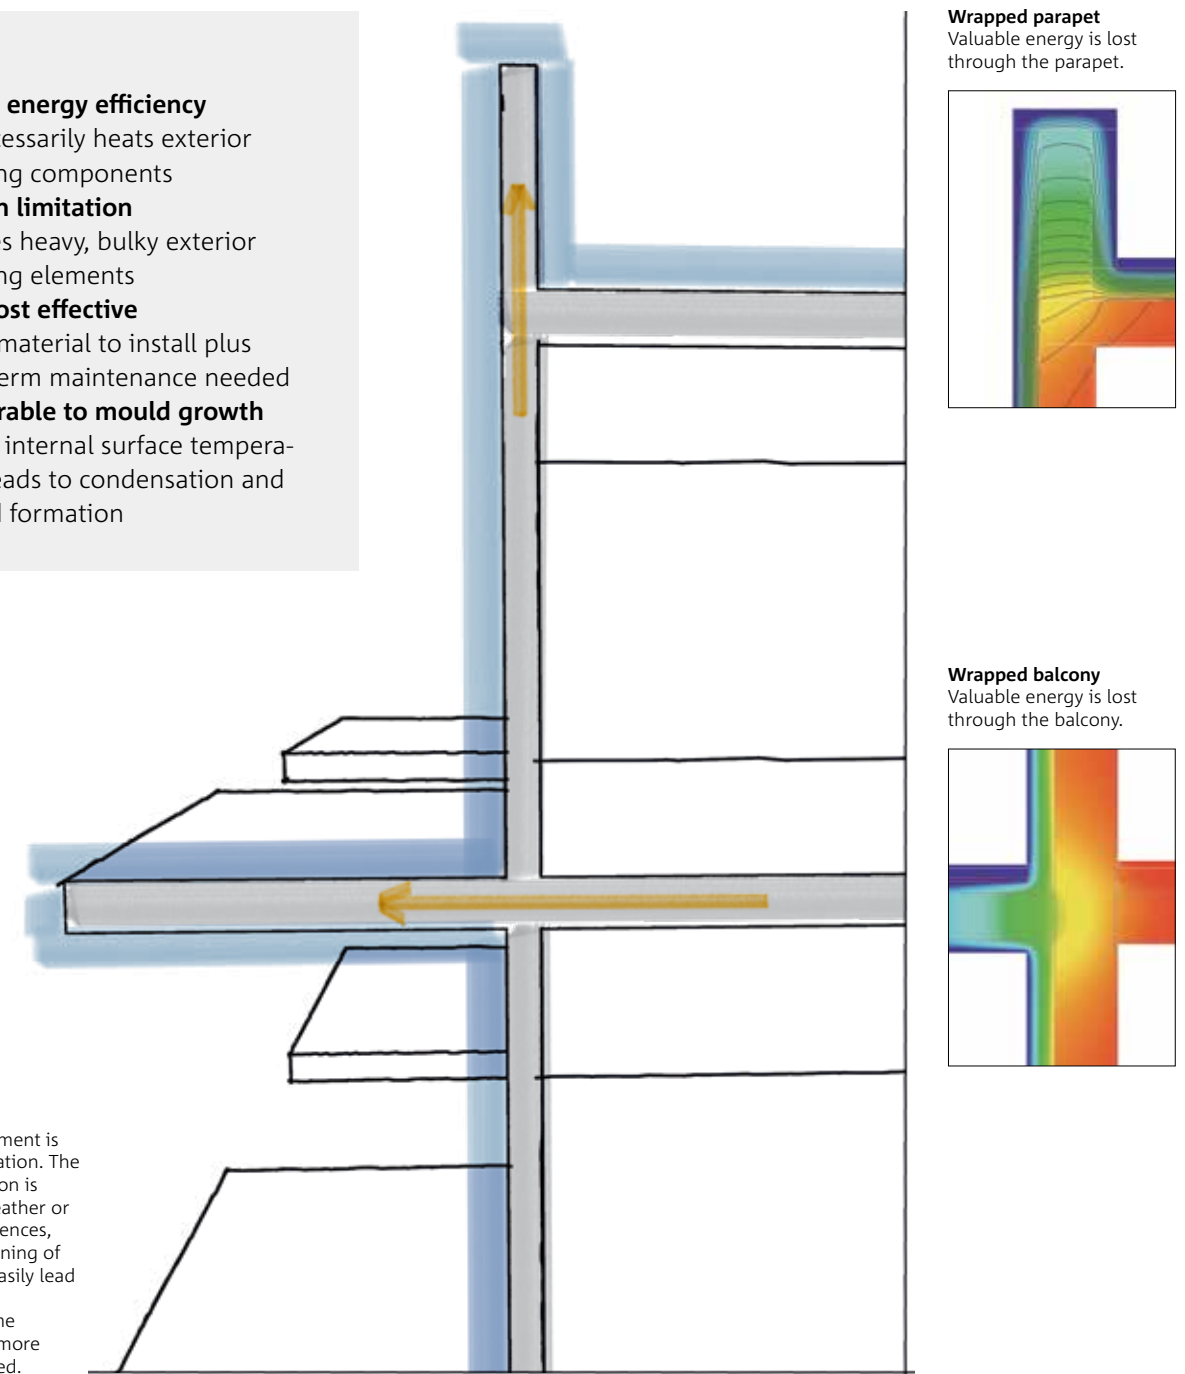 energy efficiency
essarily heats exterior
ng components
n limitation
es heavy, bulky exterior
ng elements
ost effective
material to install plus
erm maintenance needed
rable to mould growth
internal surface tempera-
eads to condensation and
formation
ment is
ation. The
on is
eather or
ences,
ning of
asily lead
ne
more
ed.
Wrapped parapet
Valuable energy is lost
through the parapet.
Wrapped balcony
Valuable energy is lost
through the balcony.